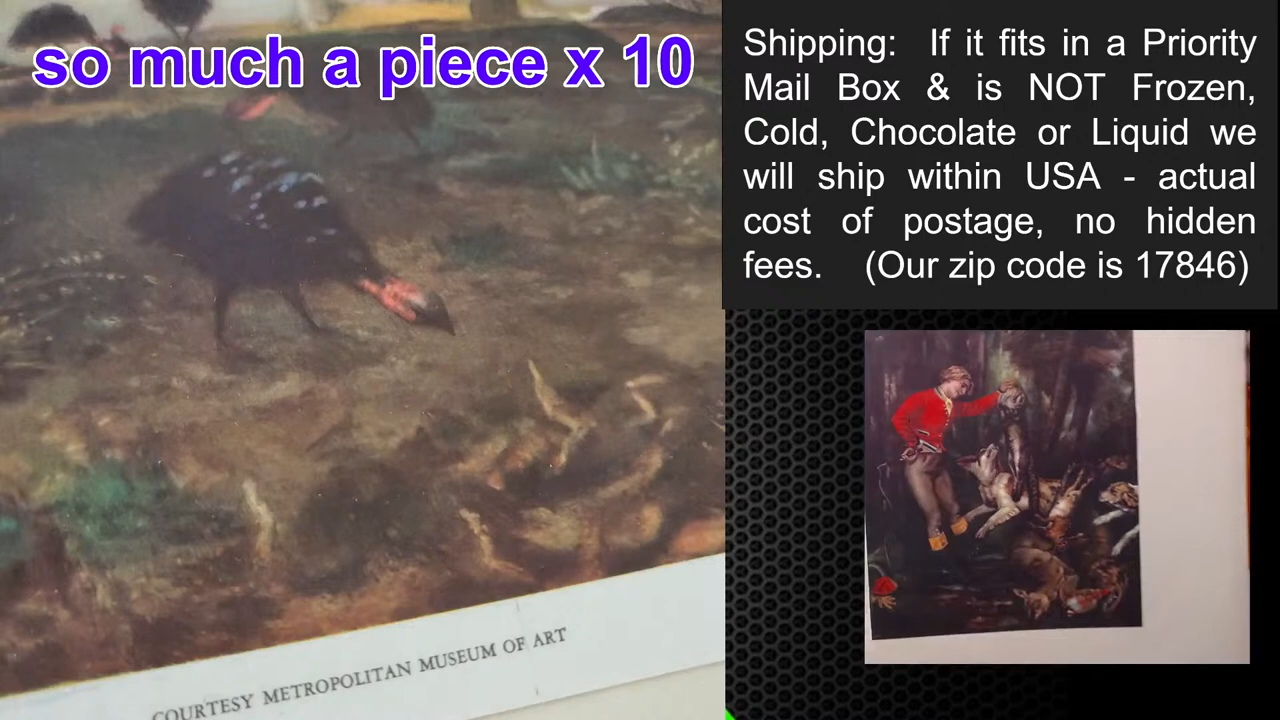 so much a piece x 10
Shipping: If it fits in a Priority
Mail Box & is NOT Frozen,
Cold, Chocolate or Liquid we
will ship within USA - actual
cost of postage, no hidden
fees. (Our zip code is 17846)
COURTESY METROPOLITAN MUSEUM OF ART